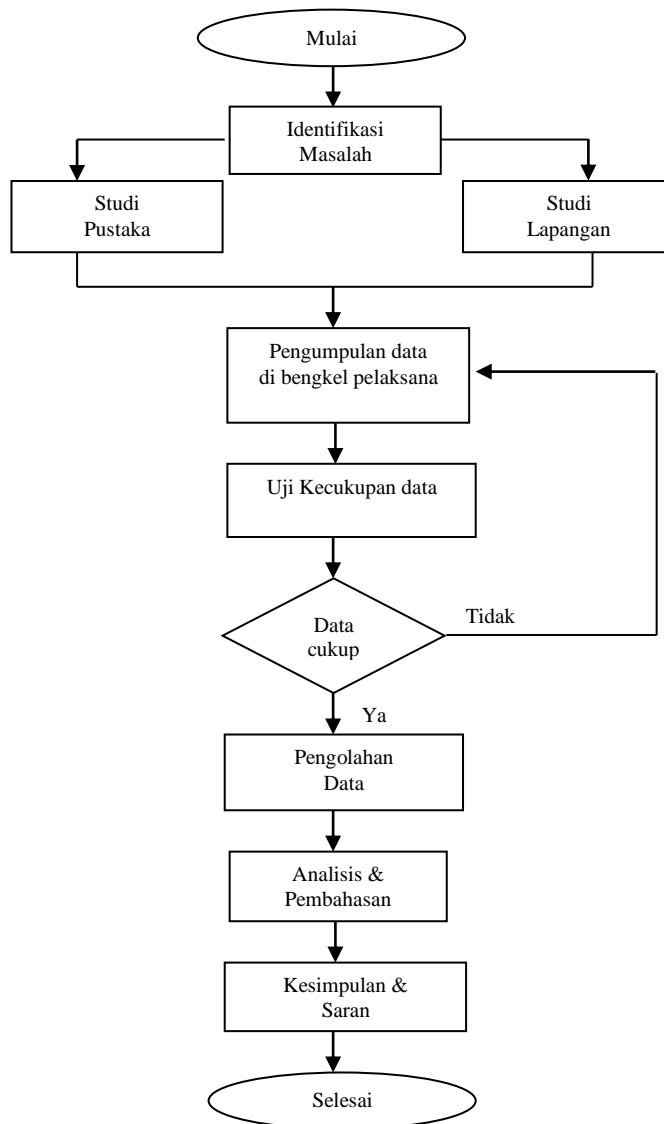 Mulai
Identifikasi
Masalah
Studi
Pustaka
Studi
Lapangan
Pengumpulan data
di bengkel pelaksana
Uji Kecukupan data
Data
cukup
Tidak
Ya
Pengolahan
Data
Analisis &
Pembahasan
Kesimpulan &
Saran
Selesai